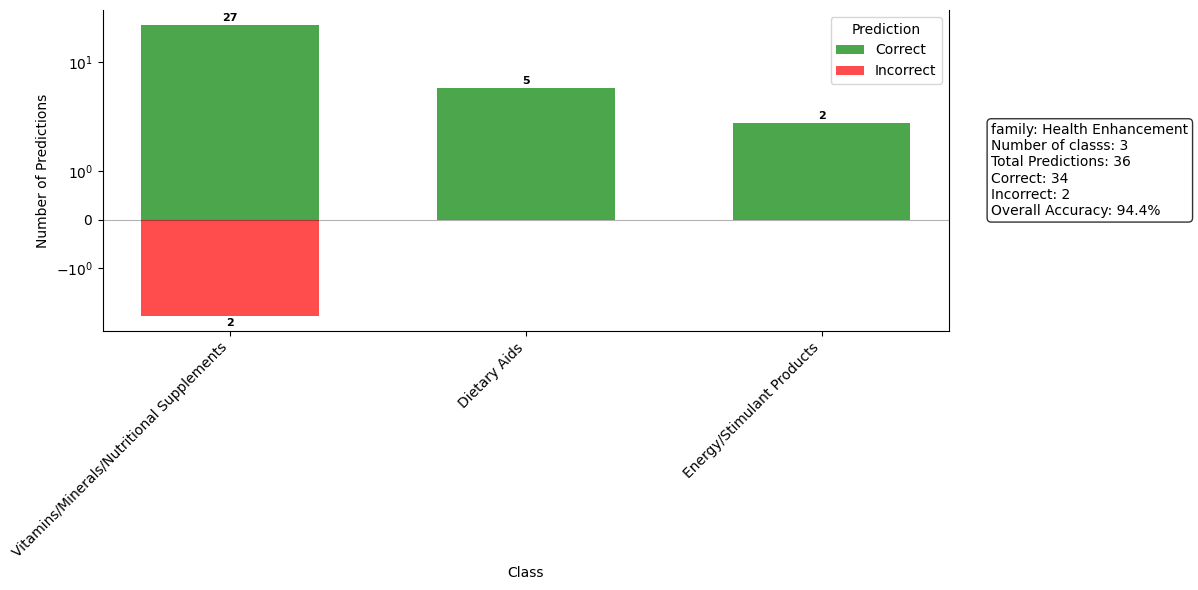 27
5
2
2
Prediction
Correct
Incorrect
10¹
10⁰
0
−10⁰
Number of Predictions
Vitamins/Minerals/Nutritional Supplements
Dietary Aids
Energy/Stimulant Products
Class
family: Health Enhancement
Number of classs: 3
Total Predictions: 36
Correct: 34
Incorrect: 2
Overall Accuracy: 94.4%